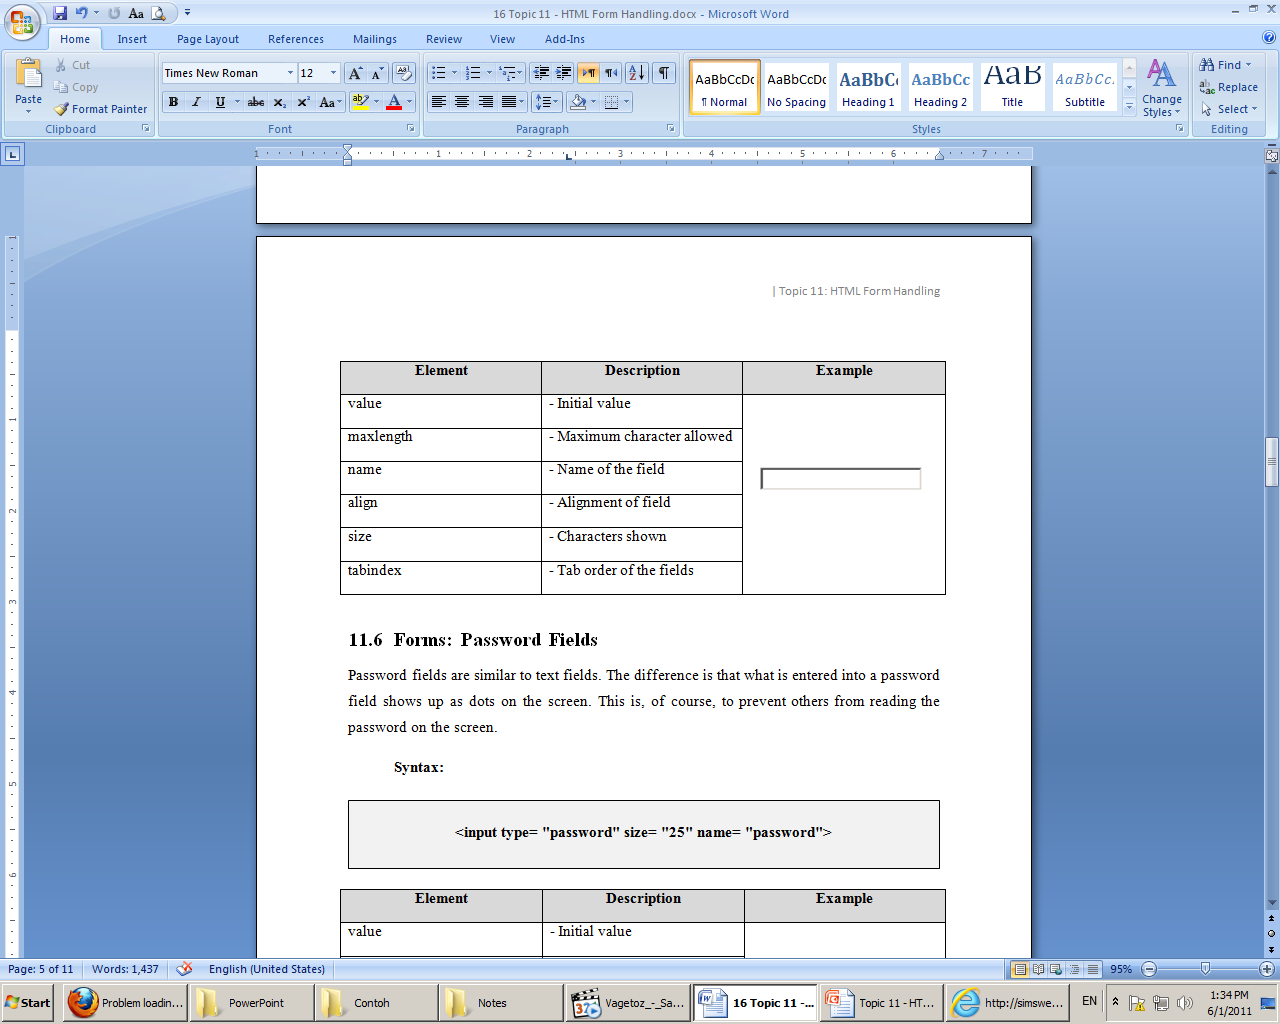 16 Topic 11 - HTML Form Handling.docx - Microsoft Word
Home Insert Page Layout References Mailings Review View Add-Ins
Paste
Cut
Copy
Format Painter
Clipboard
Times New Roman 12
Font
Paragraph
AaBbCcDc AaBbCcDc AaBbC AaBbCc AaB AaBbCc.
¶ Normal No Spacing Heading 1 Heading 2 Title Subtitle
Change Styles
Styles
Find
Replace
Select
Editing
1 1 2 3 4 5 6 7
| Topic 11: HTML Form Handling
Element Description Example
value - Initial value
maxlength - Maximum character allowed
name - Name of the field
align - Alignment of field
size - Characters shown
tabindex - Tab order of the fields
11.6 Forms: Password Fields
Password fields are similar to text fields. The difference is that what is entered into a password
field shows up as dots on the screen. This is, of course, to prevent others from reading the
password on the screen.
Syntax:
<input type= "password" size= "25" name= "password">
Element Description Example
value - Initial value
Page: 5 of 11 Words: 1,437 English (United States) 95%
Start Problem loadin... PowerPoint Contoh Notes Vagetoz_-_Sa... 16 Topic 11 -... Topic 11 - HT... http://simswe... EN 1:34 PM
6/1/2011